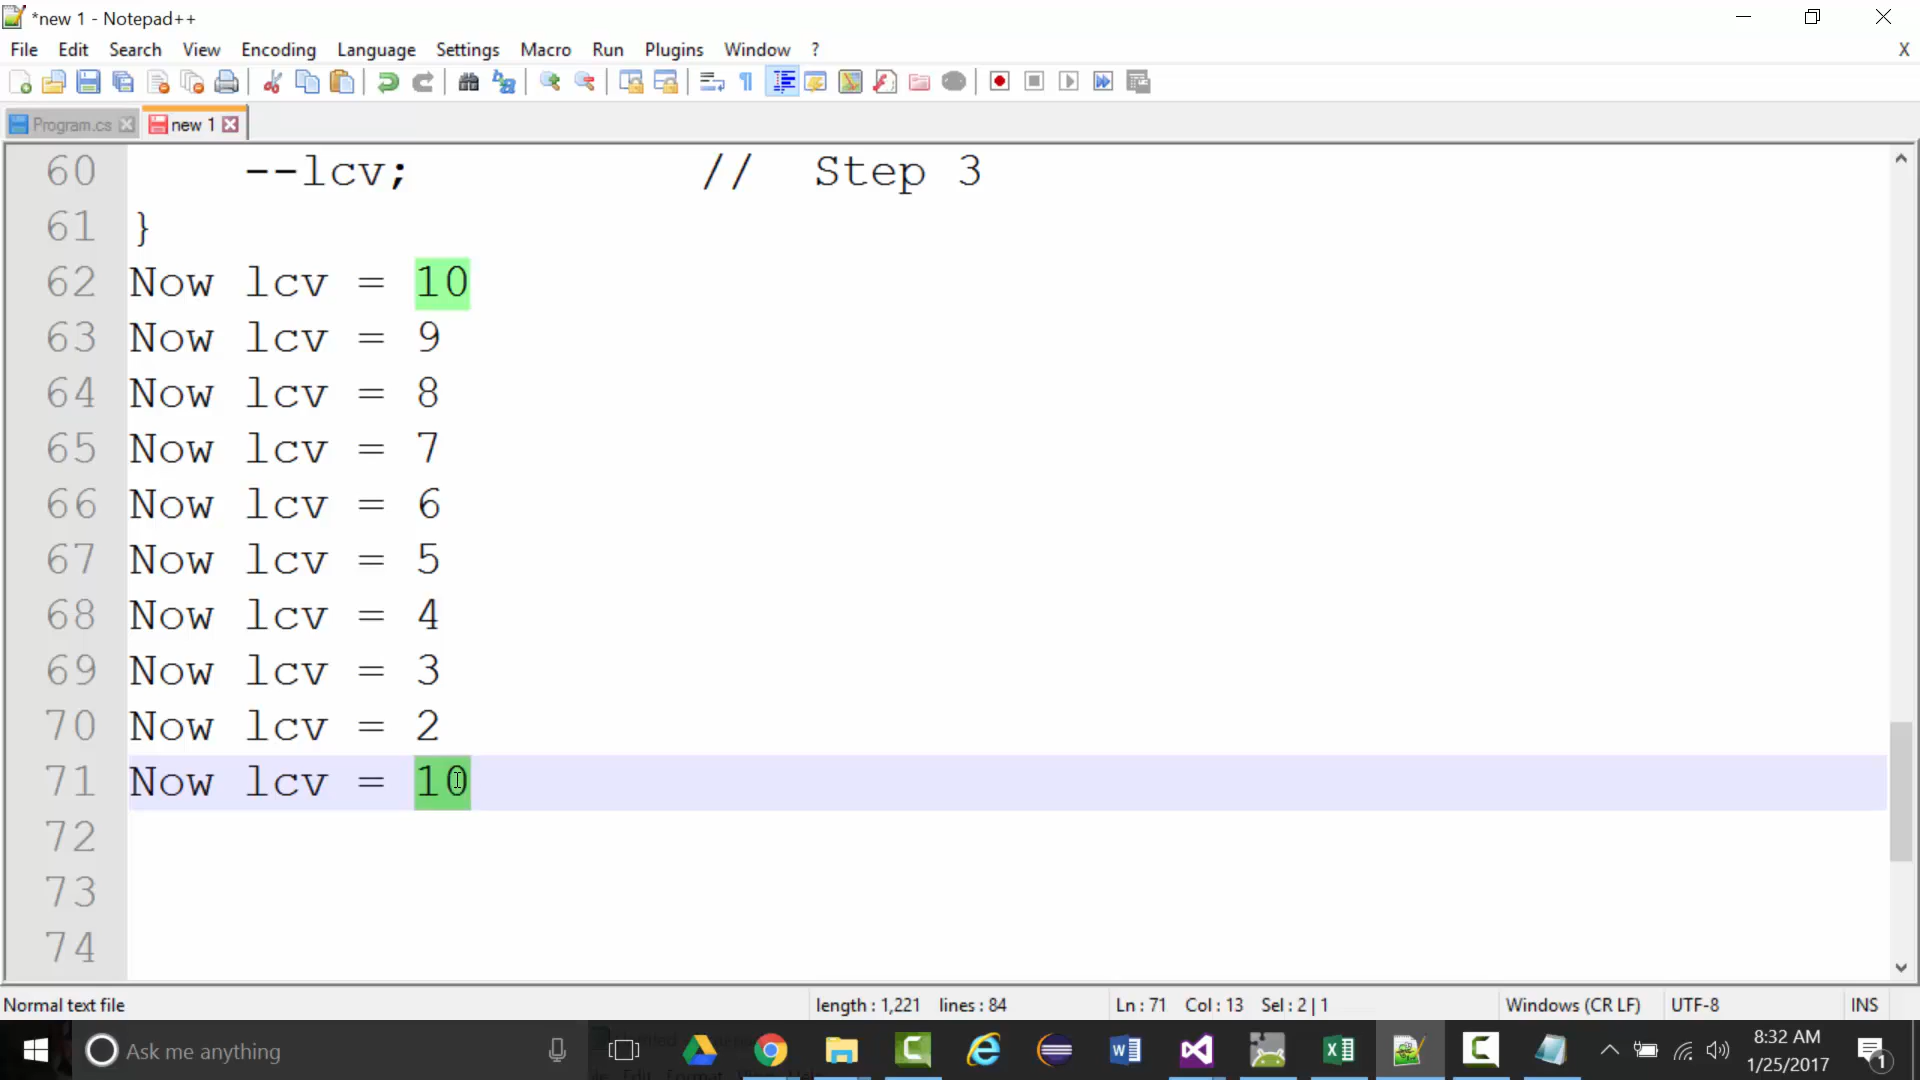 *new 1 - Notepad++
File Edit Search View Encoding Language Settings Macro Run Plugins Window ? X
Program.cs new 1
60 --lcv; // Step 3
61 }
62 Now lcv = 10
63 Now lcv = 9
64 Now lcv = 8
65 Now lcv = 7
66 Now lcv = 6
67 Now lcv = 5
68 Now lcv = 4
69 Now lcv = 3
70 Now lcv = 2
71 Now lcv = 10
72
73
74
Normal text file length : 1,221 lines : 84 Ln : 71 Col : 13 Sel : 2 | 1 Windows (CR LF) UTF-8 INS
Ask me anything 8:32 AM
1/25/2017 1